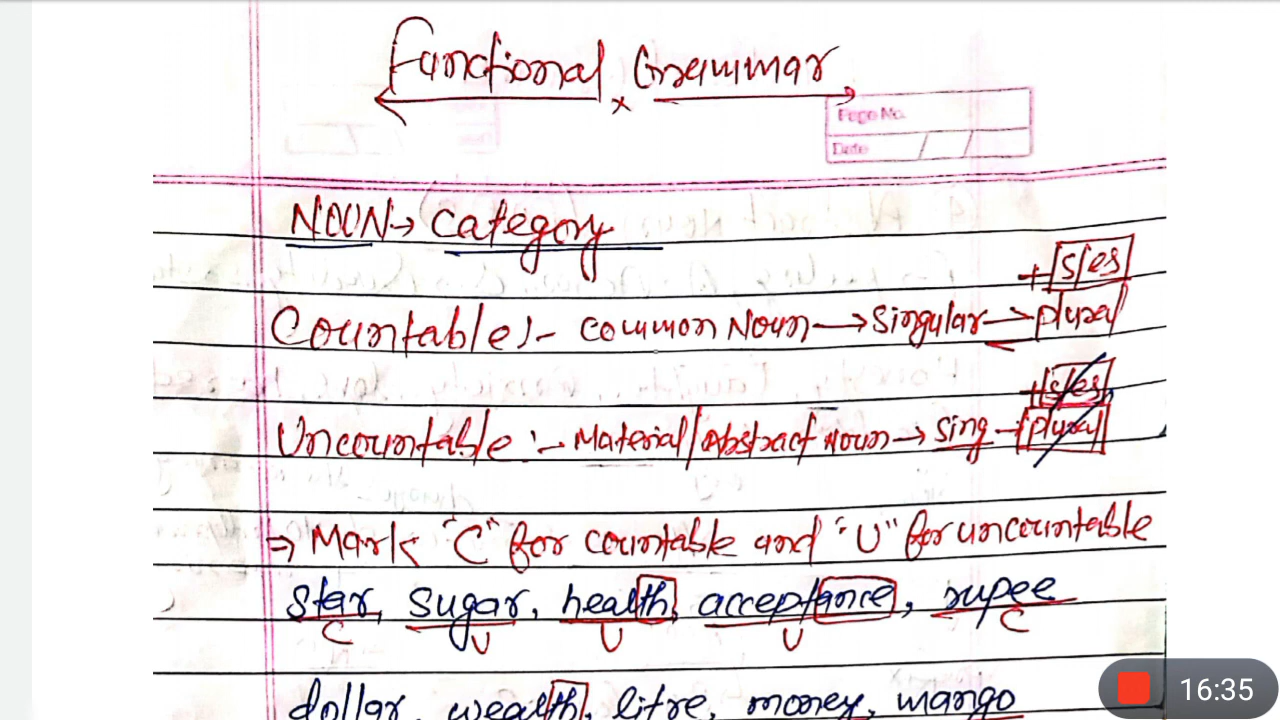 Functional Grammar
Page No.
Date
NOUN → Category
+ s/es
Countable :- Common Noun → Singular → plural
+ s/es
Uncountable :- Material/Abstract Noun → sing → plural
⇒ Mark "C" for countable and "U" for uncountable
star, sugar, health, acceptance, rupee
C U U U C
dollar, wealth, litre, money, mango
16:35